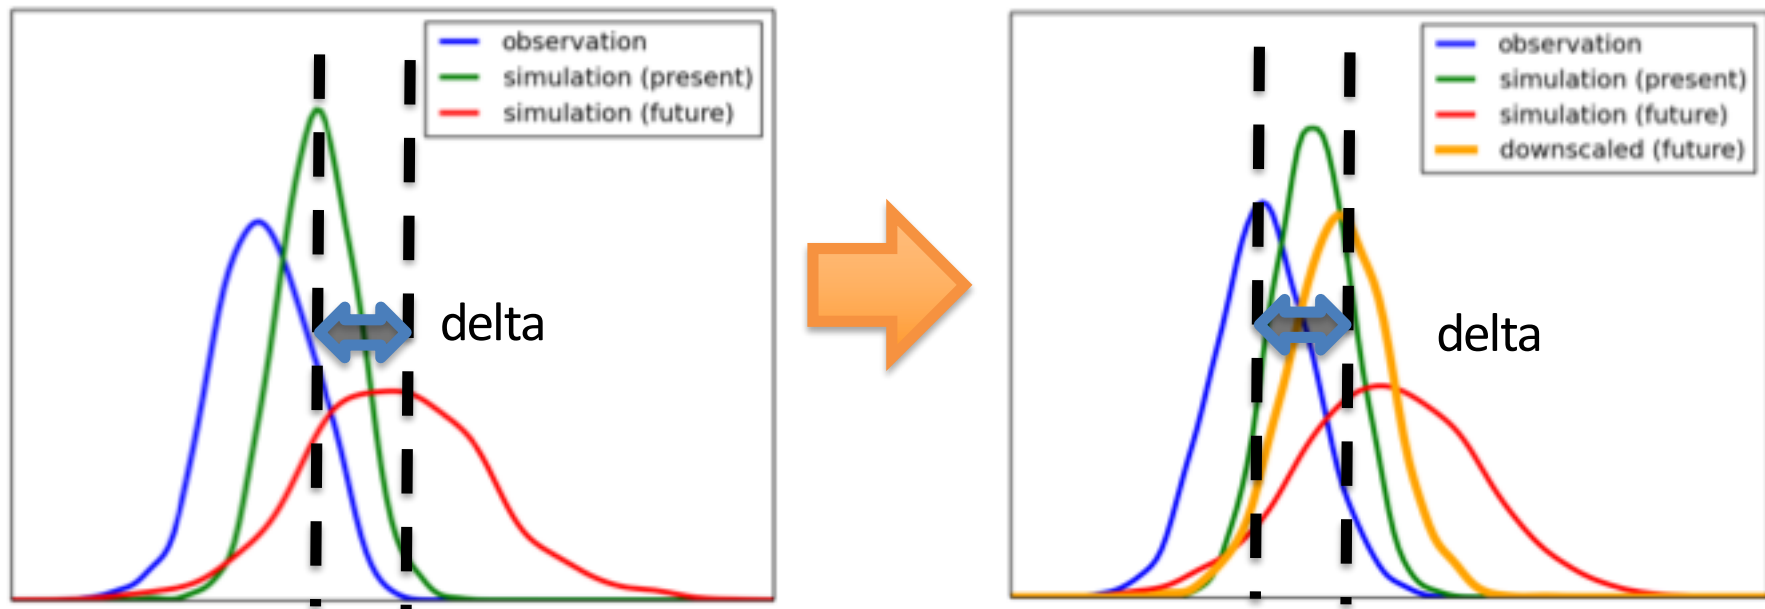 observation
simulation (present)
simulation (future)
delta
observation
simulation (present)
simulation (future)
downscaled (future)
delta